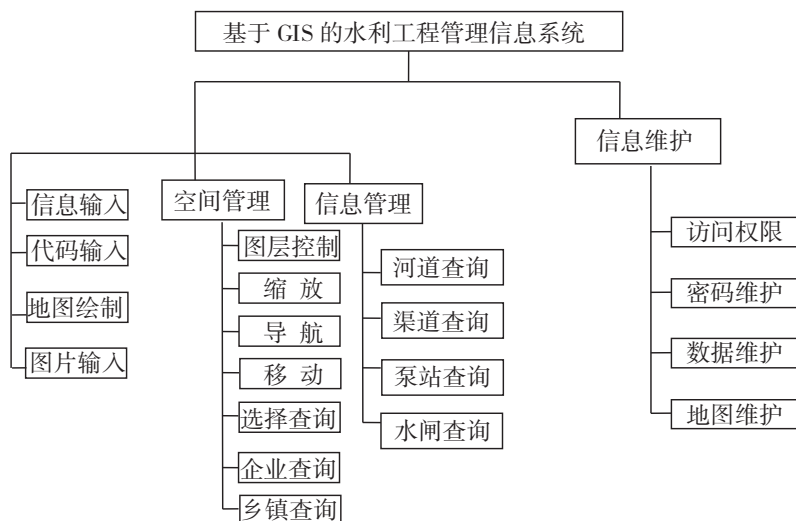 基于 GIS 的水利工程管理信息系统
信息输入
代码输入
地图绘制
图片输入
空间管理
图层控制
缩 放
导 航
移 动
选择查询
企业查询
乡镇查询
信息管理
河道查询
渠道查询
泵站查询
水闸查询
信息维护
访问权限
密码维护
数据维护
地图维护